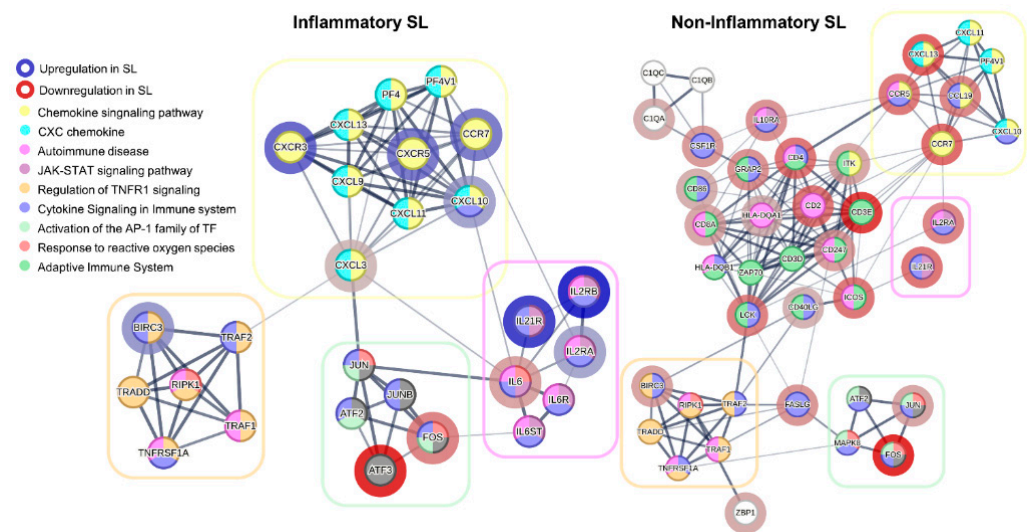 Inflammatory SL
Non-Inflammatory SL
Upregulation in SL
Downregulation in SL
Chemokine singnaling pathway
CXC chemokine
Autoimmune disease
JAK-STAT signaling pathway
Regulation of TNFR1 signaling
Cytokine Signaling in Immune system
Activation of the AP-1 family of TF
Response to reactive oxygen species
Adaptive Immune System
PF4V1
PF4
CXCL13
CCR7
CXCR3
CXCR5
CXCL9
CXCL10
CXCL11
CXCL3
BIRC3
TRAF2
TRADD
RIPK1
TRAF1
TNFRSF1A
JUN
JUNB
ATF2
FOS
ATF3
IL2RB
IL21R
IL2RA
IL6
IL6R
IL6ST
CXCL11
CXCL13
PF4V1
CCR5
CCL19
CXCL10
CCR7
C1QC
C1QB
C1QA
IL10RA
CSF1R
CD4
GRAP2
ITK
CD86
CD2
CD3E
HLA-DQA1
CD8A
CD247
CD3D
HLA-DQB1
ZAP70
ICOS
LCK
CD40LG
IL2RA
IL21R
BIRC3
RIPK1
TRAF2
TRADD
TRAF1
TNFRSF1A
FASLG
ZBP1
ATF2
JUN
MAPK8
FOS